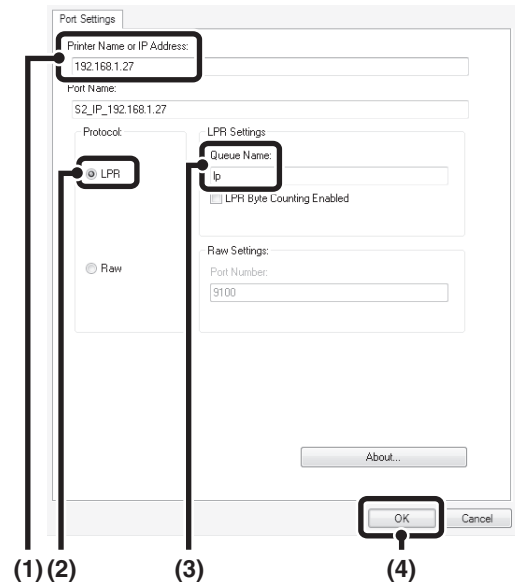 Port Settings
Printer Name or IP Address:
192.168.1.27
Port Name:
S2_IP_192.168.1.27
Protocol:
LPR
Raw
LPR Settings
Queue Name:
lp
LPR Byte Counting Enabled
Raw Settings:
Port Number:
9100
About...
OK
Cancel
(1) (2) (3) (4)